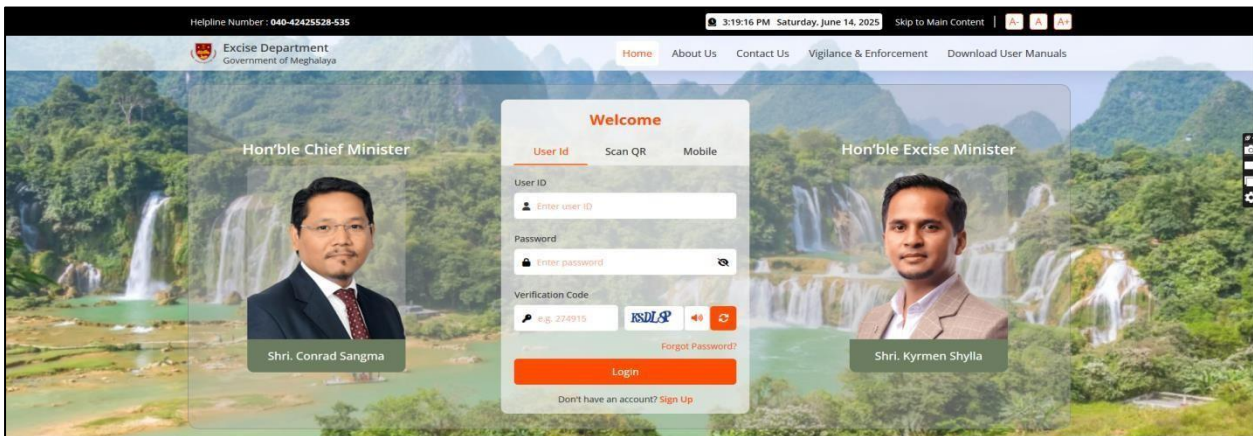 Helpline Number : 040-42425528-535
3:19:16 PM Saturday, June 14, 2025 Skip to Main Content | A- A A+
Excise Department
Government of Meghalaya
Home About Us Contact Us Vigilance & Enforcement Download User Manuals
Welcome
Hon'ble Chief Minister
User Id Scan QR Mobile
Hon'ble Excise Minister
User ID
Enter user ID
Password
Enter password
Verification Code
e.g. 274915
Forgot Password?
Shri. Conrad Sangma
Shri. Kyrmen Shylla
Login
Don't have an account? Sign Up